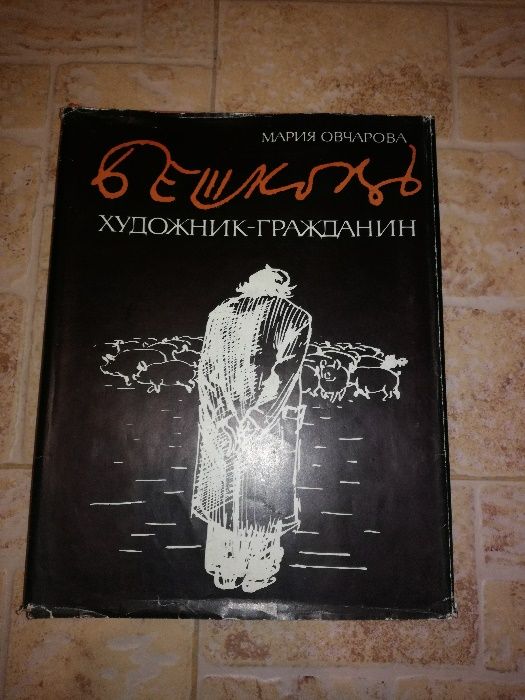 МАРИЯ ОВЧАРОВА
Бешковъ
ХУДОЖНИК-ГРАЖДАНИН